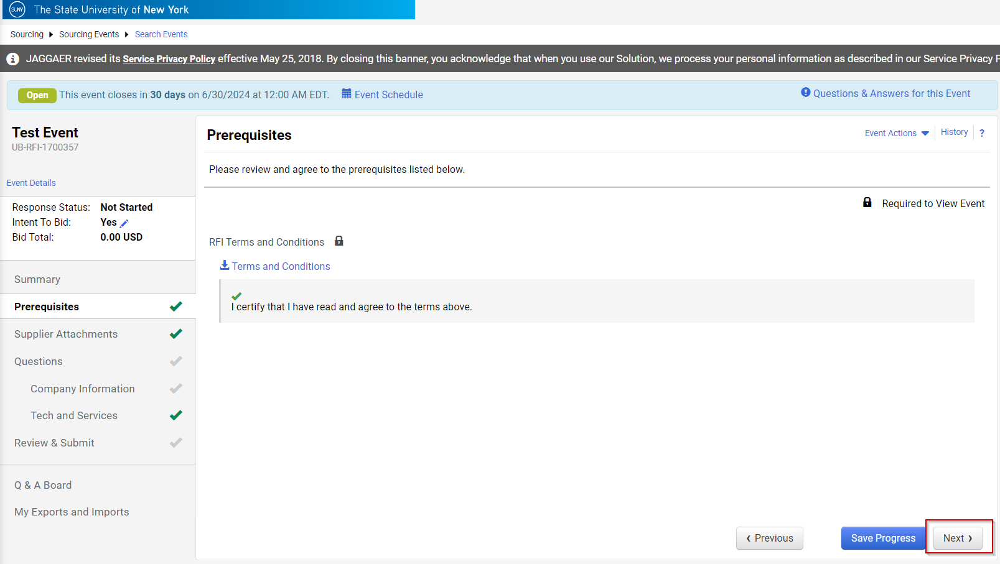 SUNY The State University of New York
Sourcing Sourcing Events Search Events
JAGGAER revised its Service Privacy Policy effective May 25, 2018. By closing this banner, you acknowledge that when you use our Solution, we process your personal information as described in our Service Privacy
Open This event closes in 30 days on 6/30/2024 at 12:00 AM EDT. Event Schedule
Questions & Answers for this Event
Test Event
UB-RFI-1700357
Event Details
Response Status: Not Started
Intent To Bid: Yes
Bid Total: 0.00 USD
Summary
Prerequisites
Supplier Attachments
Questions
Company Information
Tech and Services
Review & Submit
Q & A Board
My Exports and Imports
Prerequisites
Event Actions History ?
Please review and agree to the prerequisites listed below.
Required to View Event
RFI Terms and Conditions
Terms and Conditions
I certify that I have read and agree to the terms above.
‹ Previous
Save Progress
Next ›